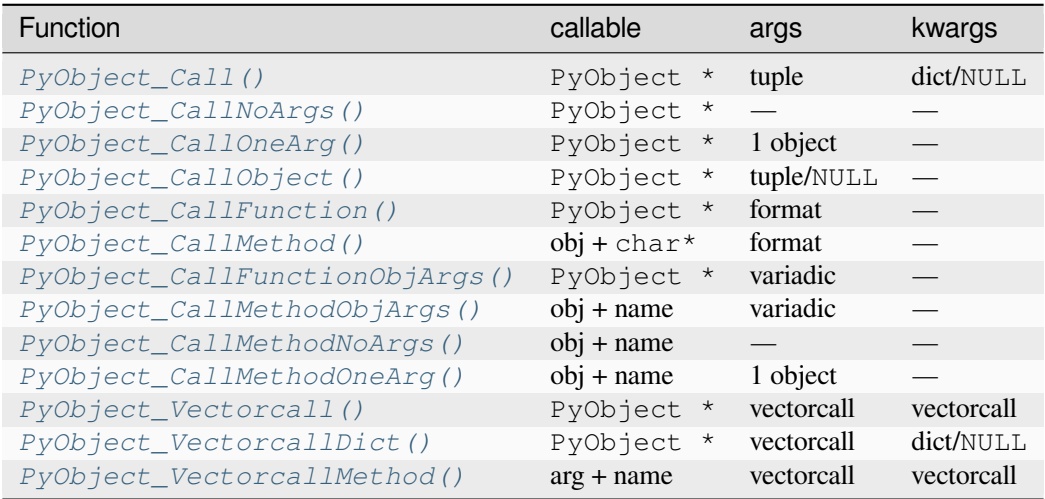 Function callable args kwargs
PyObject_Call() PyObject * tuple dict/NULL
PyObject_CallNoArgs() PyObject * — —
PyObject_CallOneArg() PyObject * 1 object —
PyObject_CallObject() PyObject * tuple/NULL —
PyObject_CallFunction() PyObject * format —
PyObject_CallMethod() obj + char* format —
PyObject_CallFunctionObjArgs() PyObject * variadic —
PyObject_CallMethodObjArgs() obj + name variadic —
PyObject_CallMethodNoArgs() obj + name — —
PyObject_CallMethodOneArg() obj + name 1 object —
PyObject_Vectorcall() PyObject * vectorcall vectorcall
PyObject_VectorcallDict() PyObject * vectorcall dict/NULL
PyObject_VectorcallMethod() arg + name vectorcall vectorcall